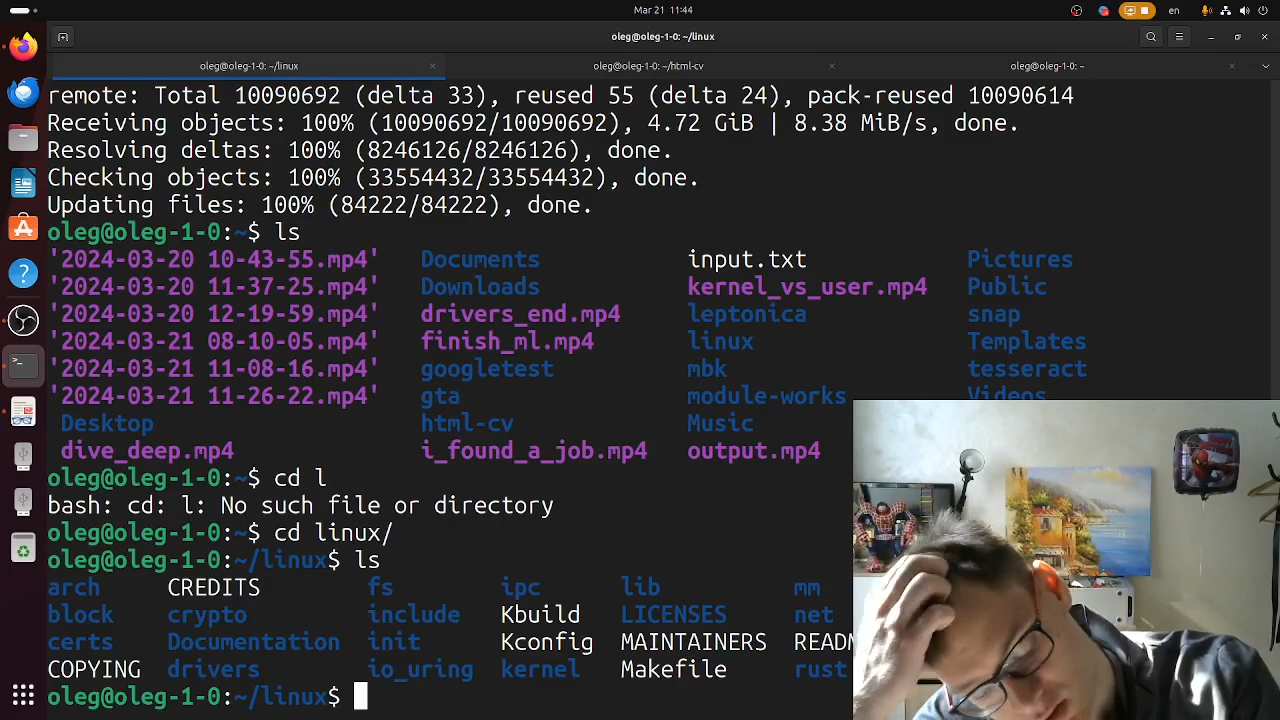 Mar 21 11:44
en
oleg@oleg-1-0: ~/linux
oleg@oleg-1-0: ~/linux
oleg@oleg-1-0: ~/html-cv
oleg@oleg-1-0: ~
remote: Total 10090692 (delta 33), reused 55 (delta 24), pack-reused 10090614
Receiving objects: 100% (10090692/10090692), 4.72 GiB | 8.38 MiB/s, done.
Resolving deltas: 100% (8246126/8246126), done.
Checking objects: 100% (33554432/33554432), done.
Updating files: 100% (84222/84222), done.
oleg@oleg-1-0:~$ ls
'2024-03-20 10-43-55.mp4' Documents input.txt Pictures
'2024-03-20 11-37-25.mp4' Downloads kernel_vs_user.mp4 Public
'2024-03-20 12-19-59.mp4' drivers_end.mp4 leptonica snap
'2024-03-21 08-10-05.mp4' finish_ml.mp4 linux Templates
'2024-03-21 11-08-16.mp4' googletest mbk tesseract
'2024-03-21 11-26-22.mp4' gta module-works Videos
Desktop html-cv Music
dive_deep.mp4 i_found_a_job.mp4 output.mp4
oleg@oleg-1-0:~$ cd l
bash: cd: l: No such file or directory
oleg@oleg-1-0:~$ cd linux/
oleg@oleg-1-0:~/linux$ ls
arch CREDITS fs ipc lib mm
block crypto include Kbuild LICENSES net
certs Documentation init Kconfig MAINTAINERS READM
COPYING drivers io_uring kernel Makefile rust
oleg@oleg-1-0:~/linux$